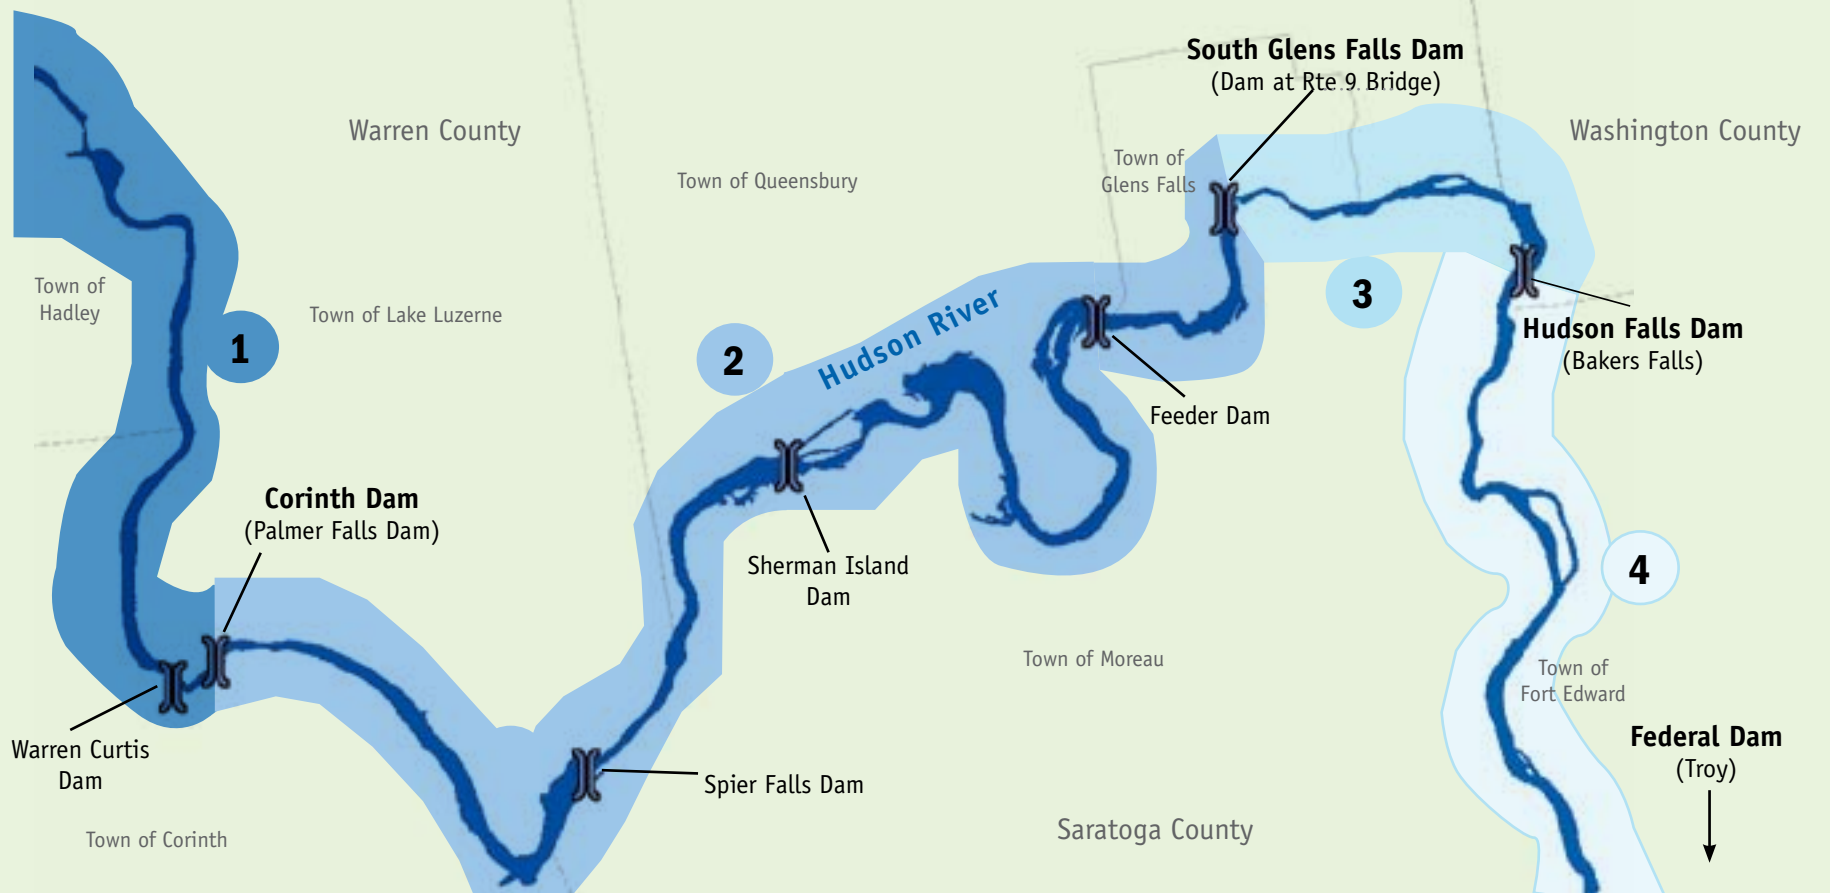 South Glens Falls Dam
(Dam at Rte 9 Bridge)
Warren County
Washington County
Town of
Glens Falls
Town of Queensbury
Town of
Hadley
Town of Lake Luzerne
1
2
Hudson River
3
Hudson Falls Dam
(Bakers Falls)
Feeder Dam
Corinth Dam
(Palmer Falls Dam)
Sherman Island
Dam
4
Town of Moreau
Town of
Fort Edward
Warren Curtis
Dam
Spier Falls Dam
Federal Dam
(Troy)
Town of Corinth
Saratoga County